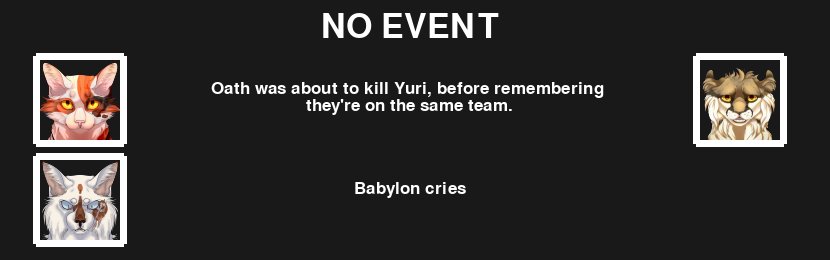 NO EVENT
Oath was about to kill Yuri, before remembering
they're on the same team.
Babylon cries